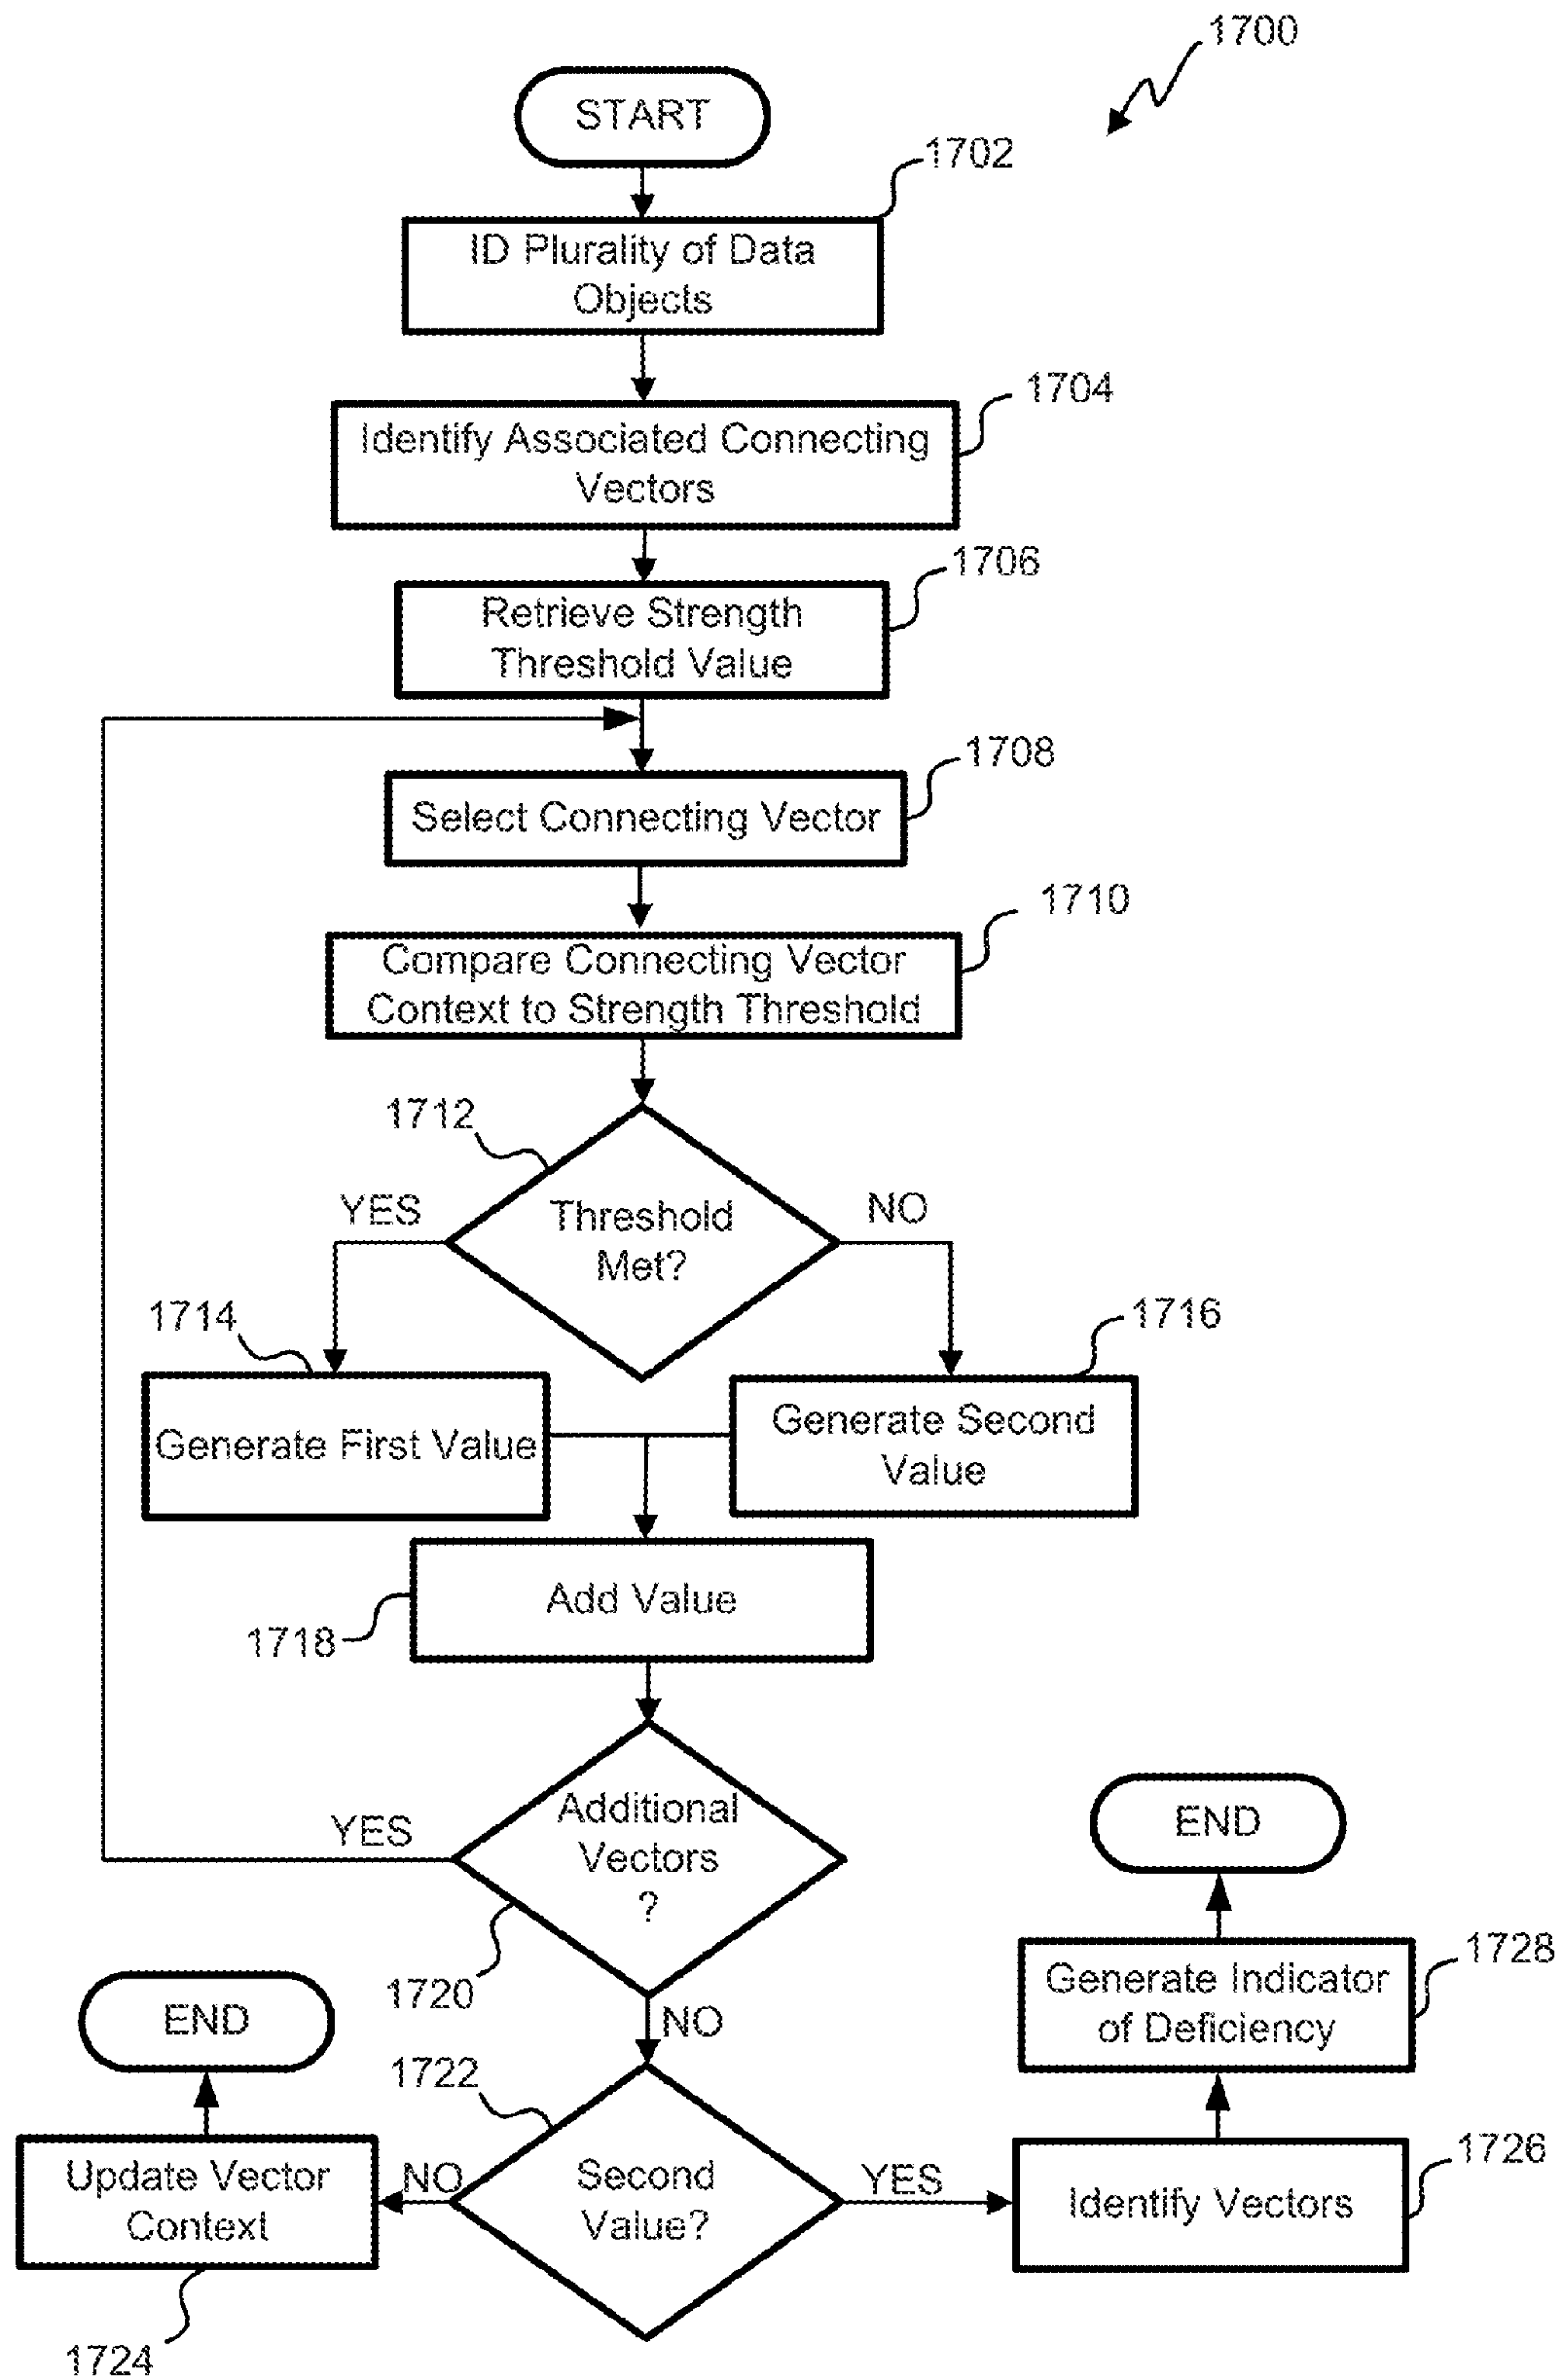 1700
START
1702
ID Plurality of Data
Objects
1704
Identify Associated Connecting
Vectors
1706
Retrieve Strength
Threshold Value
1708
Select Connecting Vector
1710
Compare Connecting Vector
Context to Strength Threshold
1712
YES
Threshold
Met?
NO
1714
1716
Generate First Value
Generate Second
Value
Add Value
1718
YES
Additional
Vectors
?
1720
NO
END
1728
Generate Indicator
of Deficiency
END
1722
1726
Update Vector
Context
NO
Second
Value?
YES
Identify Vectors
1724